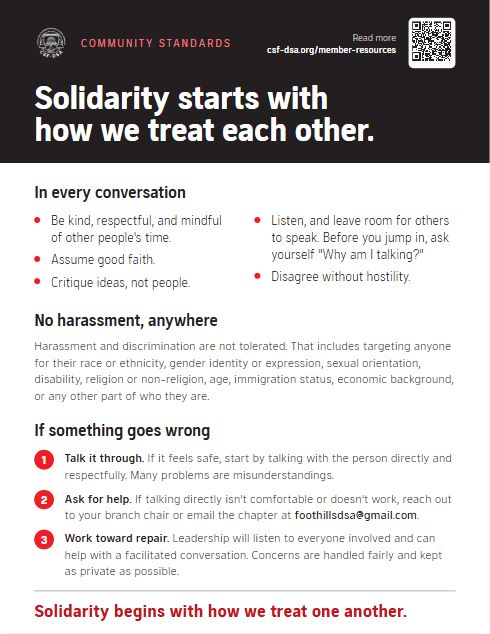 CSF-DSA
COMMUNITY STANDARDS
Read more
csf-dsa.org/member-resources
Solidarity starts with
how we treat each other.
In every conversation
Be kind, respectful, and mindful
of other people's time.
Assume good faith.
Critique ideas, not people.
Listen, and leave room for others
to speak. Before you jump in, ask
yourself "Why am I talking?"
Disagree without hostility.
No harassment, anywhere
Harassment and discrimination are not tolerated. That includes targeting anyone
for their race or ethnicity, gender identity or expression, sexual orientation,
disability, religion or non-religion, age, immigration status, economic background,
or any other part of who they are.
If something goes wrong
1 Talk it through. If it feels safe, start by talking with the person directly and
respectfully. Many problems are misunderstandings.
2 Ask for help. If talking directly isn't comfortable or doesn't work, reach out
to your branch chair or email the chapter at foothillsdsa@gmail.com.
3 Work toward repair. Leadership will listen to everyone involved and can
help with a facilitated conversation. Concerns are handled fairly and kept
as private as possible.
Solidarity begins with how we treat one another.